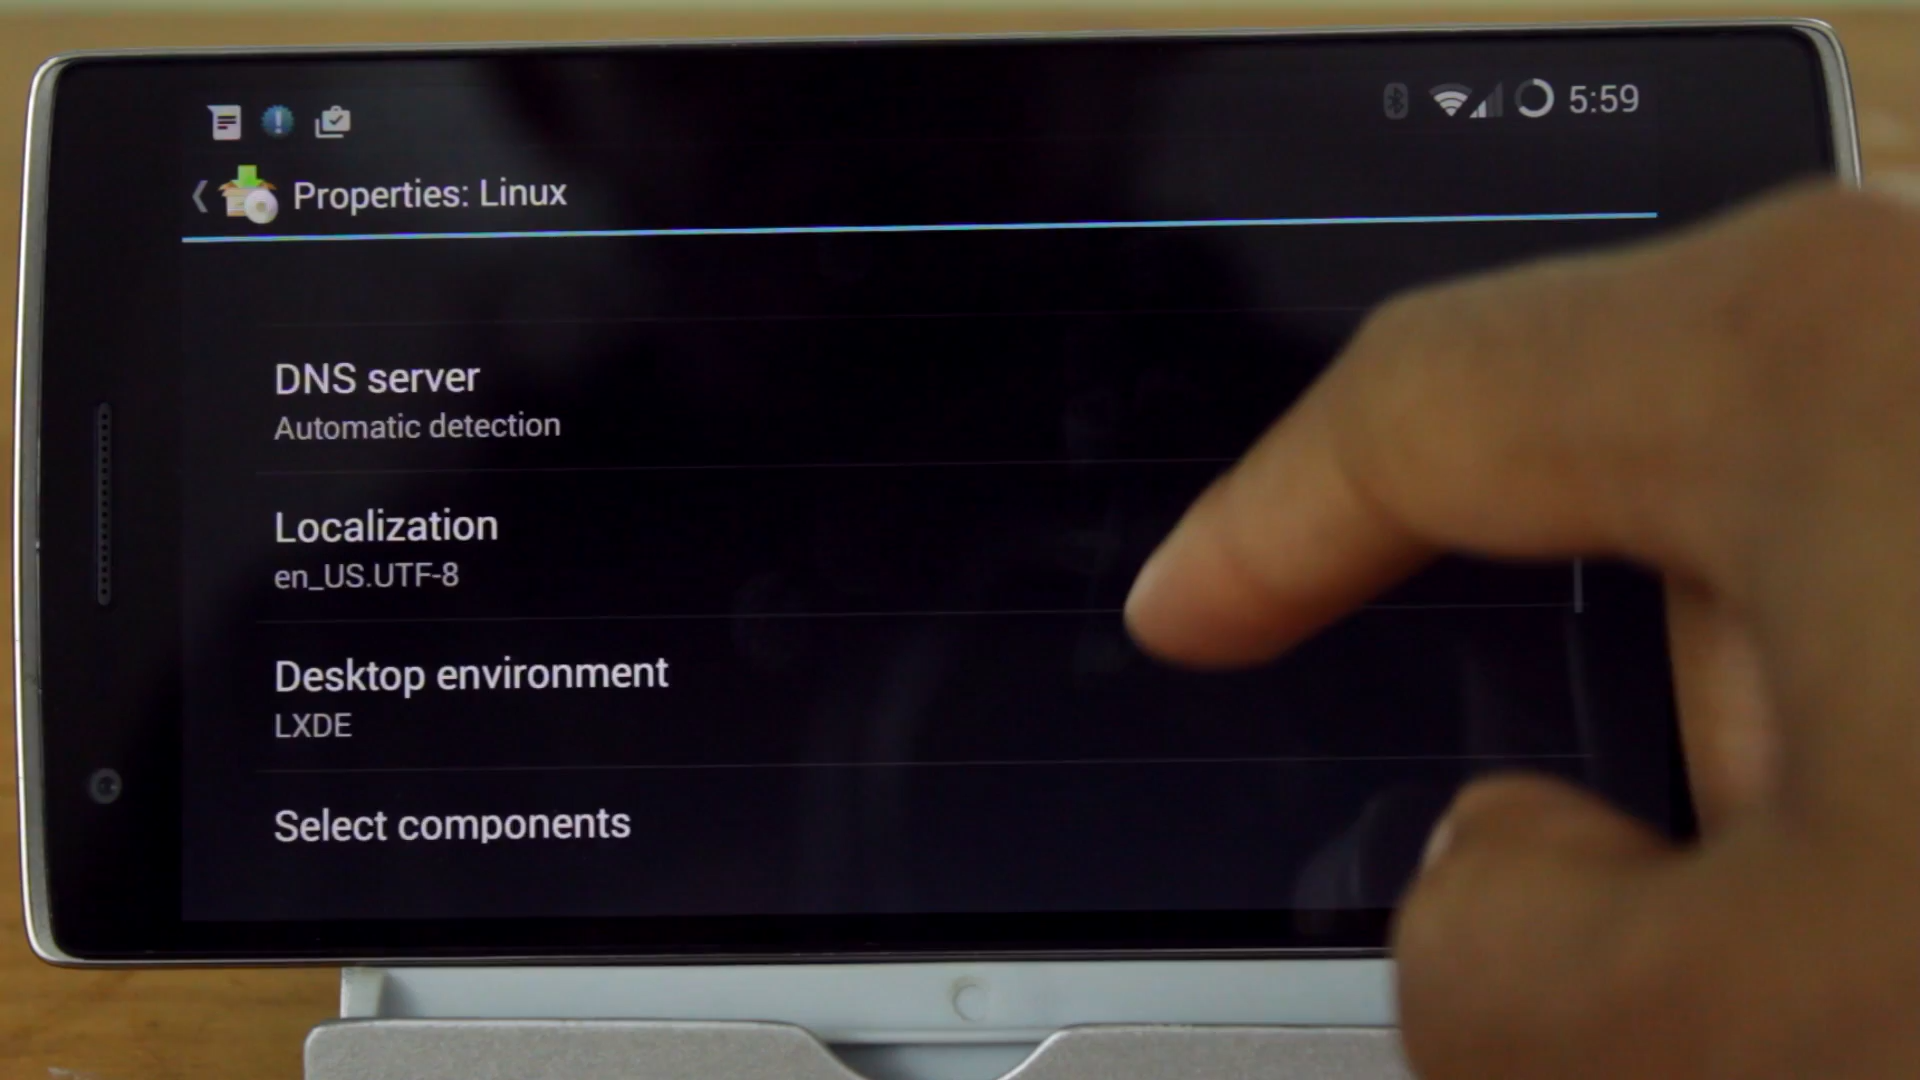 5:59
Properties: Linux
DNS server
Automatic detection
Localization
en_US.UTF-8
Desktop environment
LXDE
Select components